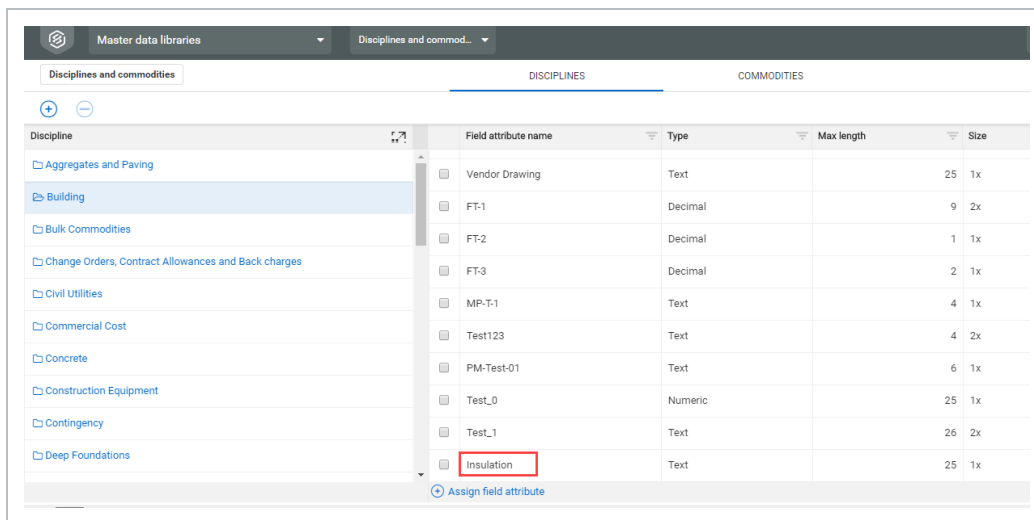 Master data libraries Disciplines and commod...
Disciplines and commodities DISCIPLINES COMMODITIES
Discipline Field attribute name Type Max length Size
Aggregates and Paving
Vendor Drawing Text 25 1x
Building
FT-1 Decimal 9 2x
Bulk Commodities
FT-2 Decimal 1 1x
Change Orders, Contract Allowances and Back charges
FT-3 Decimal 2 1x
Civil Utilities
MP-T-1 Text 4 1x
Commercial Cost
Test123 Text 4 2x
Concrete
PM-Test-01 Text 6 1x
Construction Equipment
Test_0 Numeric 25 1x
Contingency
Test_1 Text 26 2x
Deep Foundations
Insulation Text 25 1x
Assign field attribute